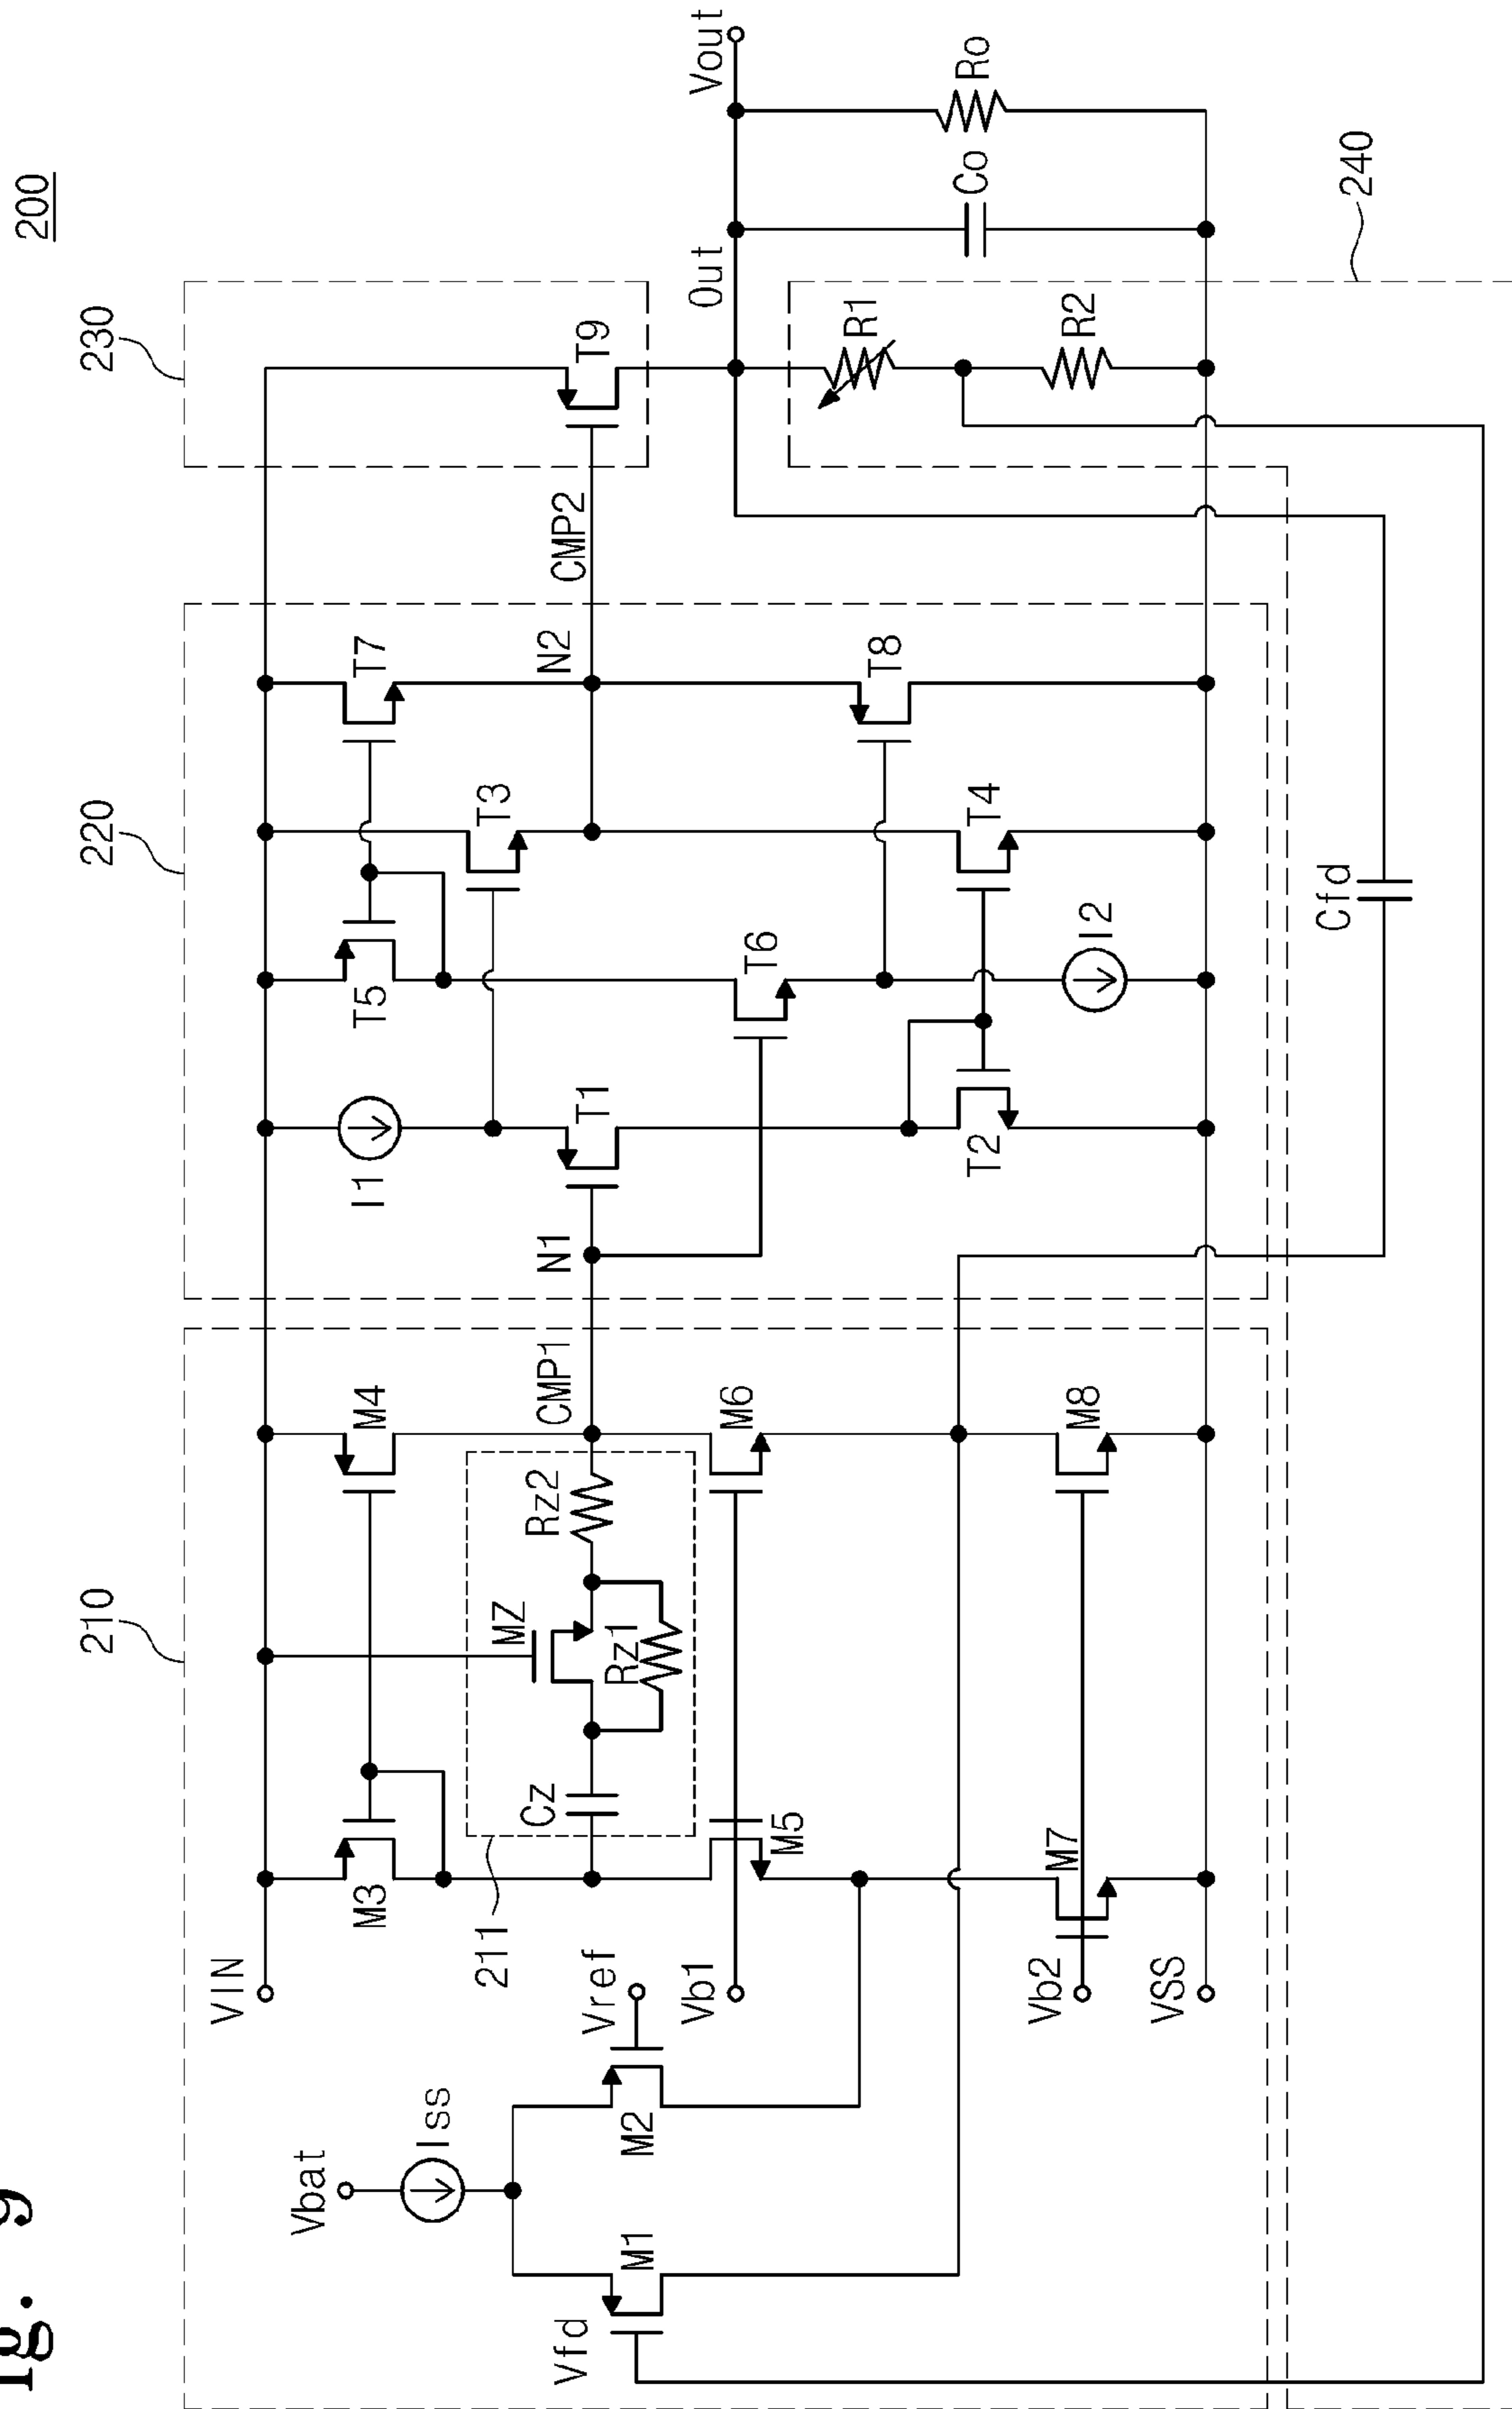 200
210
220
230
240
VIN
M3
M4
T5
T7
I1
T3
211
Cz
MZ
Rz1
Rz2
CMP1
N1
T1
N2
CMP2
T9
Out
Vout
Vbat
Iss
Vfd
M1
M2
Vref
Vb1
M5
M6
T6
T8
R1
Co
Ro
Vb2
M7
M8
T2
T4
I2
R2
VSS
Cfd